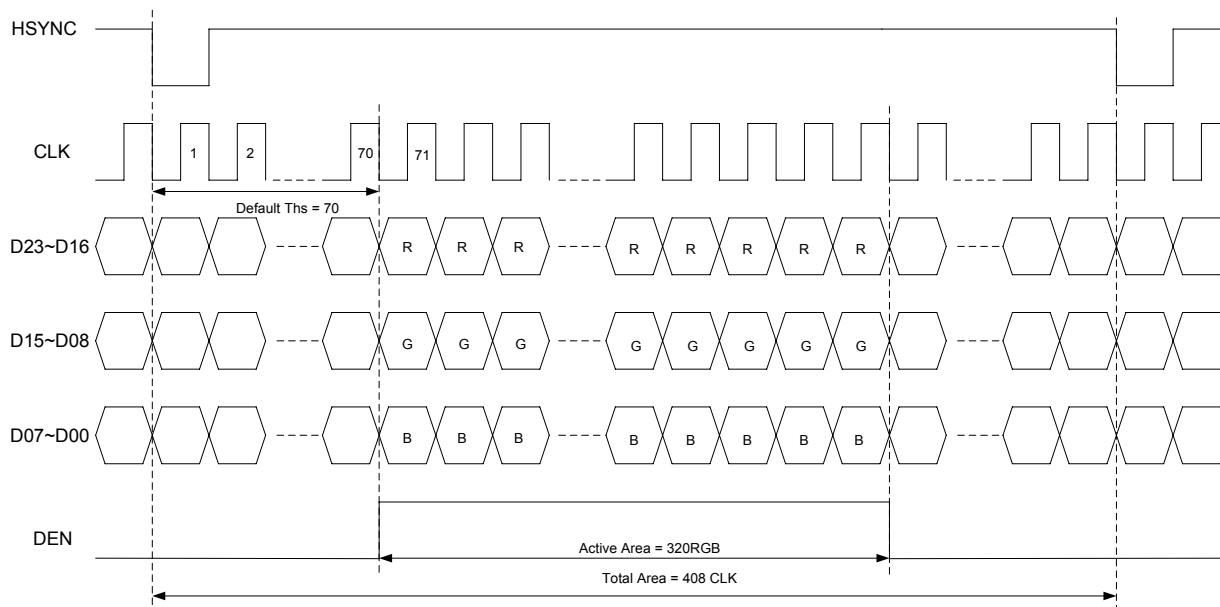 HSYNC
CLK
1 2 70 71
Default Ths = 70
D23~D16
R R R R R R R R
D15~D08
G G G G G G G G
D07~D00
B B B B B B B B
DEN
Active Area = 320RGB
Total Area = 408 CLK